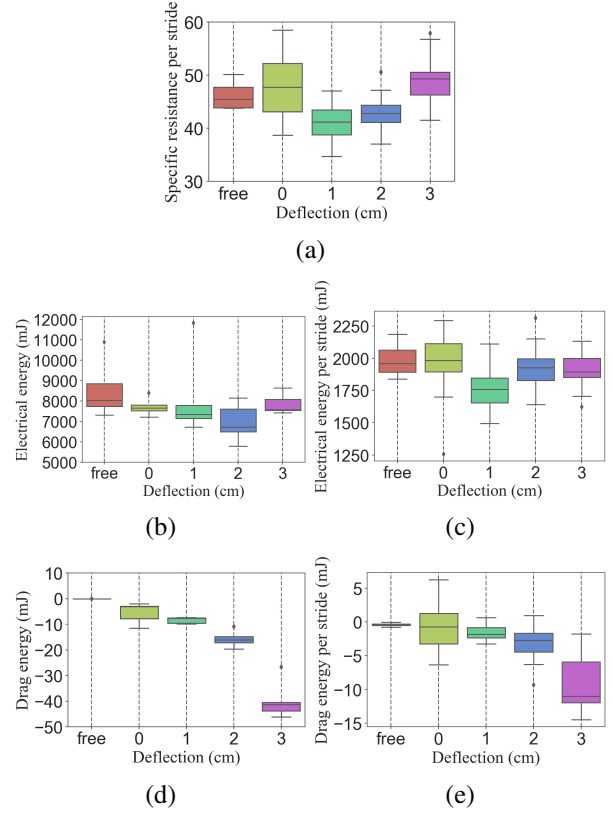 Specific resistance per stride
60
50
40
30
free 0 1 2 3
Deflection (cm)
(a)
Electrical energy (mJ)
12000
11000
10000
9000
8000
7000
6000
5000
free 0 1 2 3
Deflection (cm)
(b)
Electrical energy per stride (mJ)
2250
2000
1750
1500
1250
free 0 1 2 3
Deflection (cm)
(c)
Drag energy (mJ)
10
0
−10
−20
−30
−40
−50
free 0 1 2 3
Deflection (cm)
(d)
Drag energy per stride (mJ)
5
0
−5
−10
−15
free 0 1 2 3
Deflection (cm)
(e)